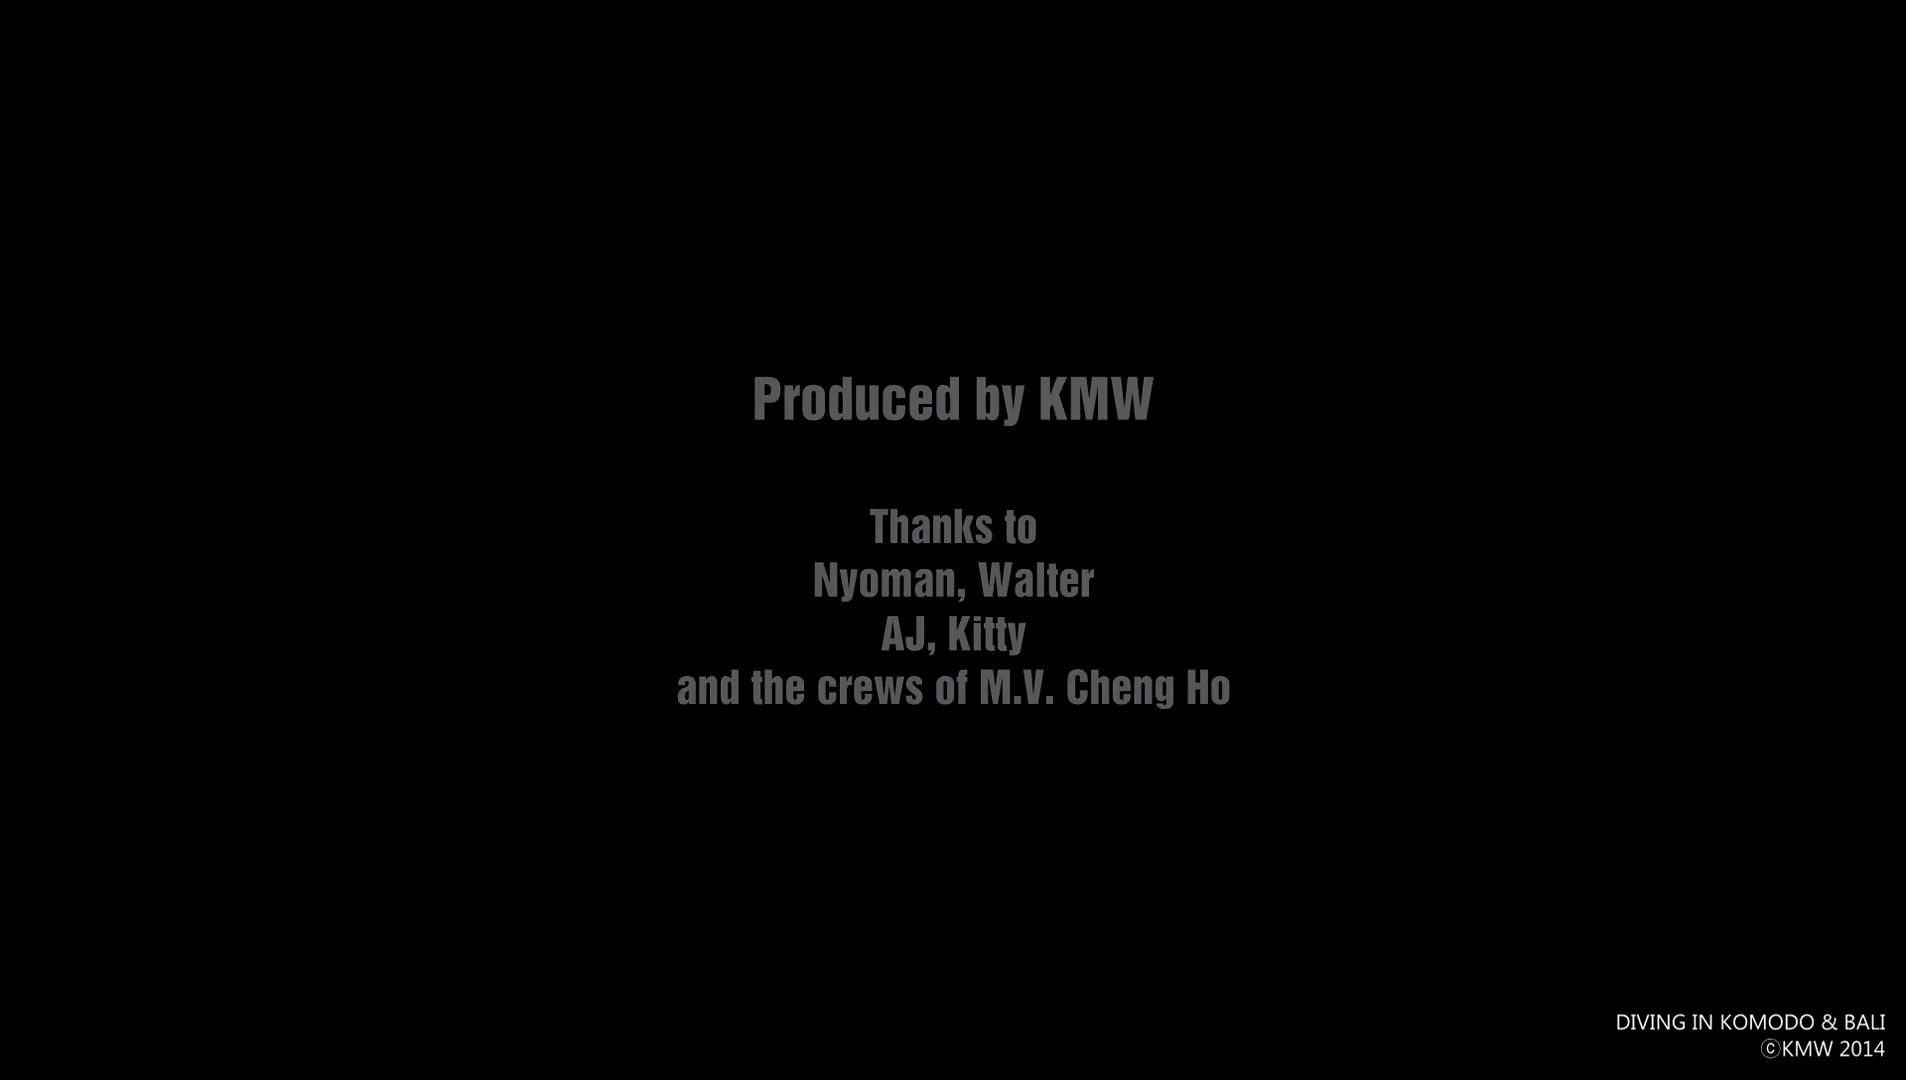 Produced by KMW
Thanks to
Nyoman, Walter
AJ, Kitty
and the crews of M.V. Cheng Ho
DIVING IN KOMODO & BALI
ⓒKMW 2014